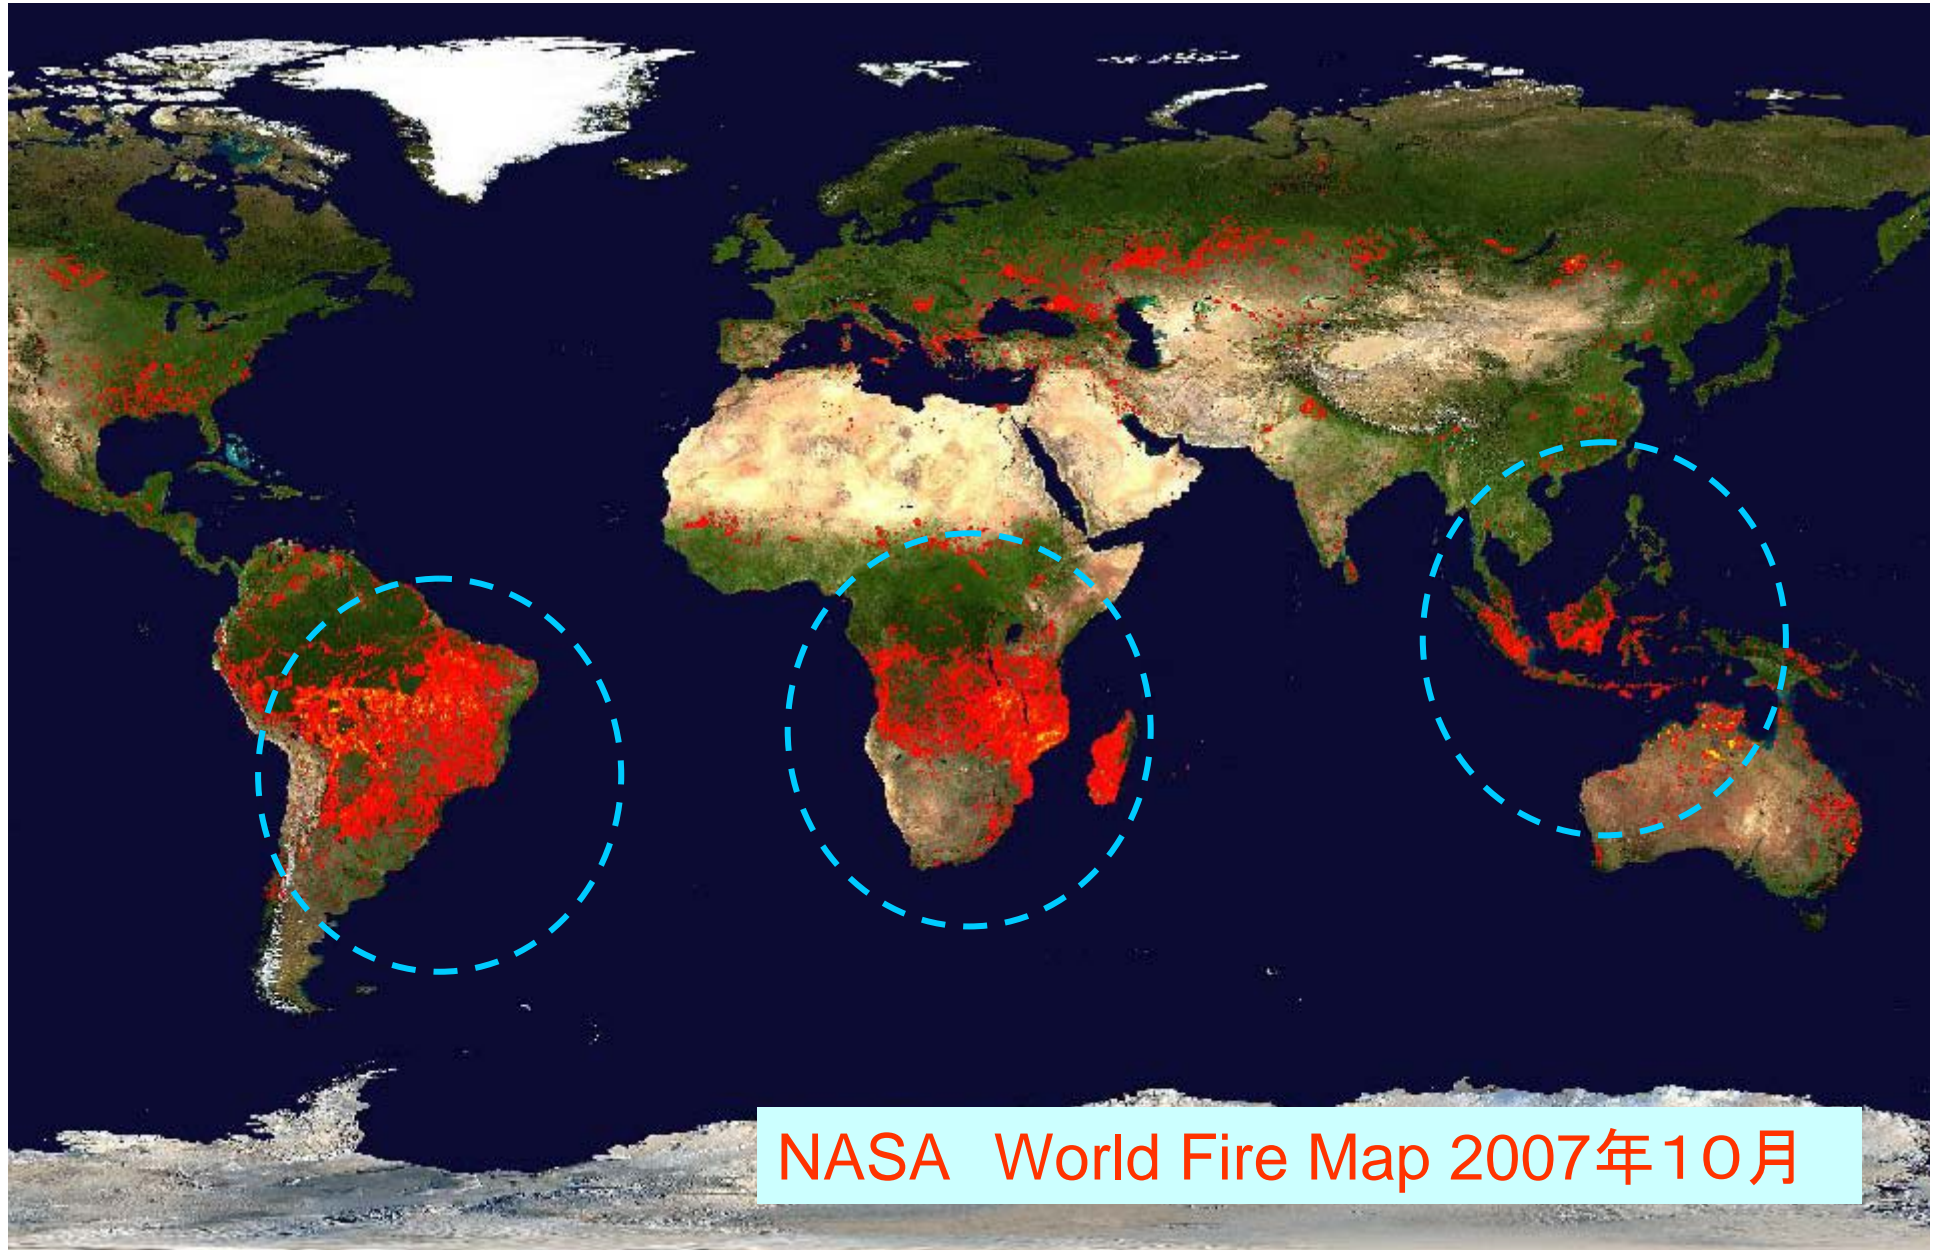 NASA　World Fire Map 2007年１０月